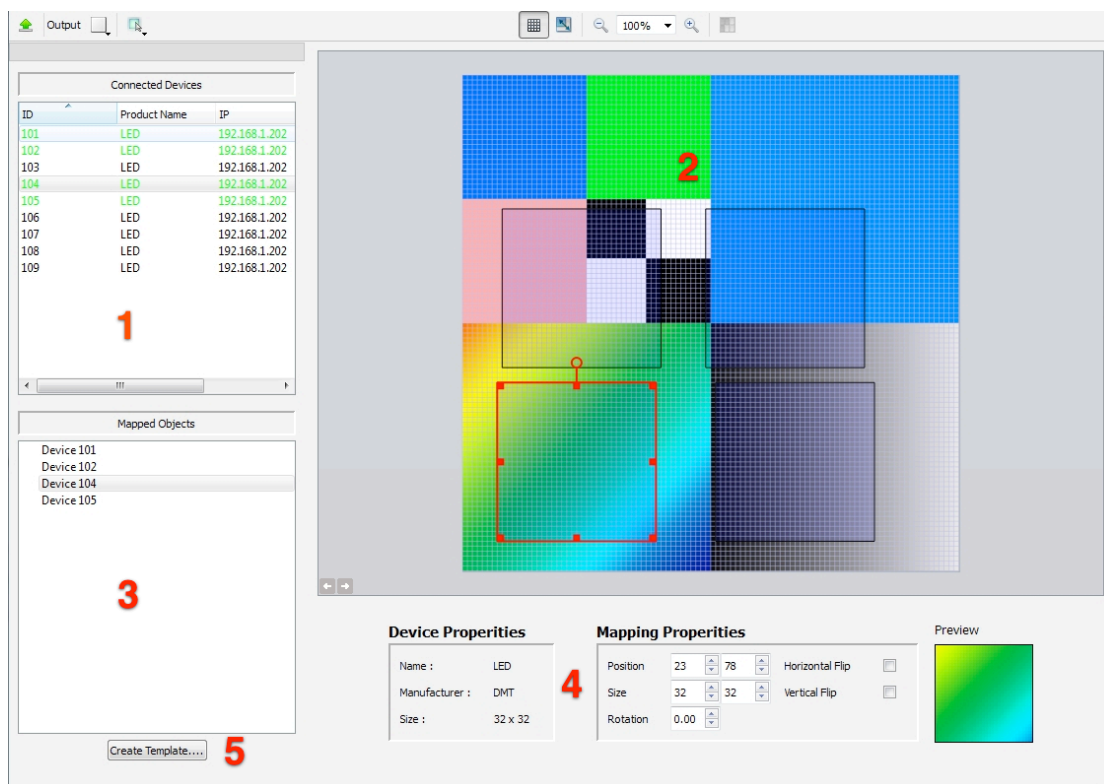 Output 100%
Connected Devices
ID Product Name IP
101 LED 192.168.1.202
102 LED 192.168.1.202
103 LED 192.168.1.202
104 LED 192.168.1.202
105 LED 192.168.1.202
106 LED 192.168.1.202
107 LED 192.168.1.202
108 LED 192.168.1.202
109 LED 192.168.1.202
1
2
Mapped Objects
Device 101
Device 102
Device 104
Device 105
3
Create Template....
5
Device Properities
Name : LED
Manufacturer : DMT
Size : 32 x 32
4
Mapping Properities
Position 23 78 Horizontal Flip
Size 32 32 Vertical Flip
Rotation 0.00
Preview